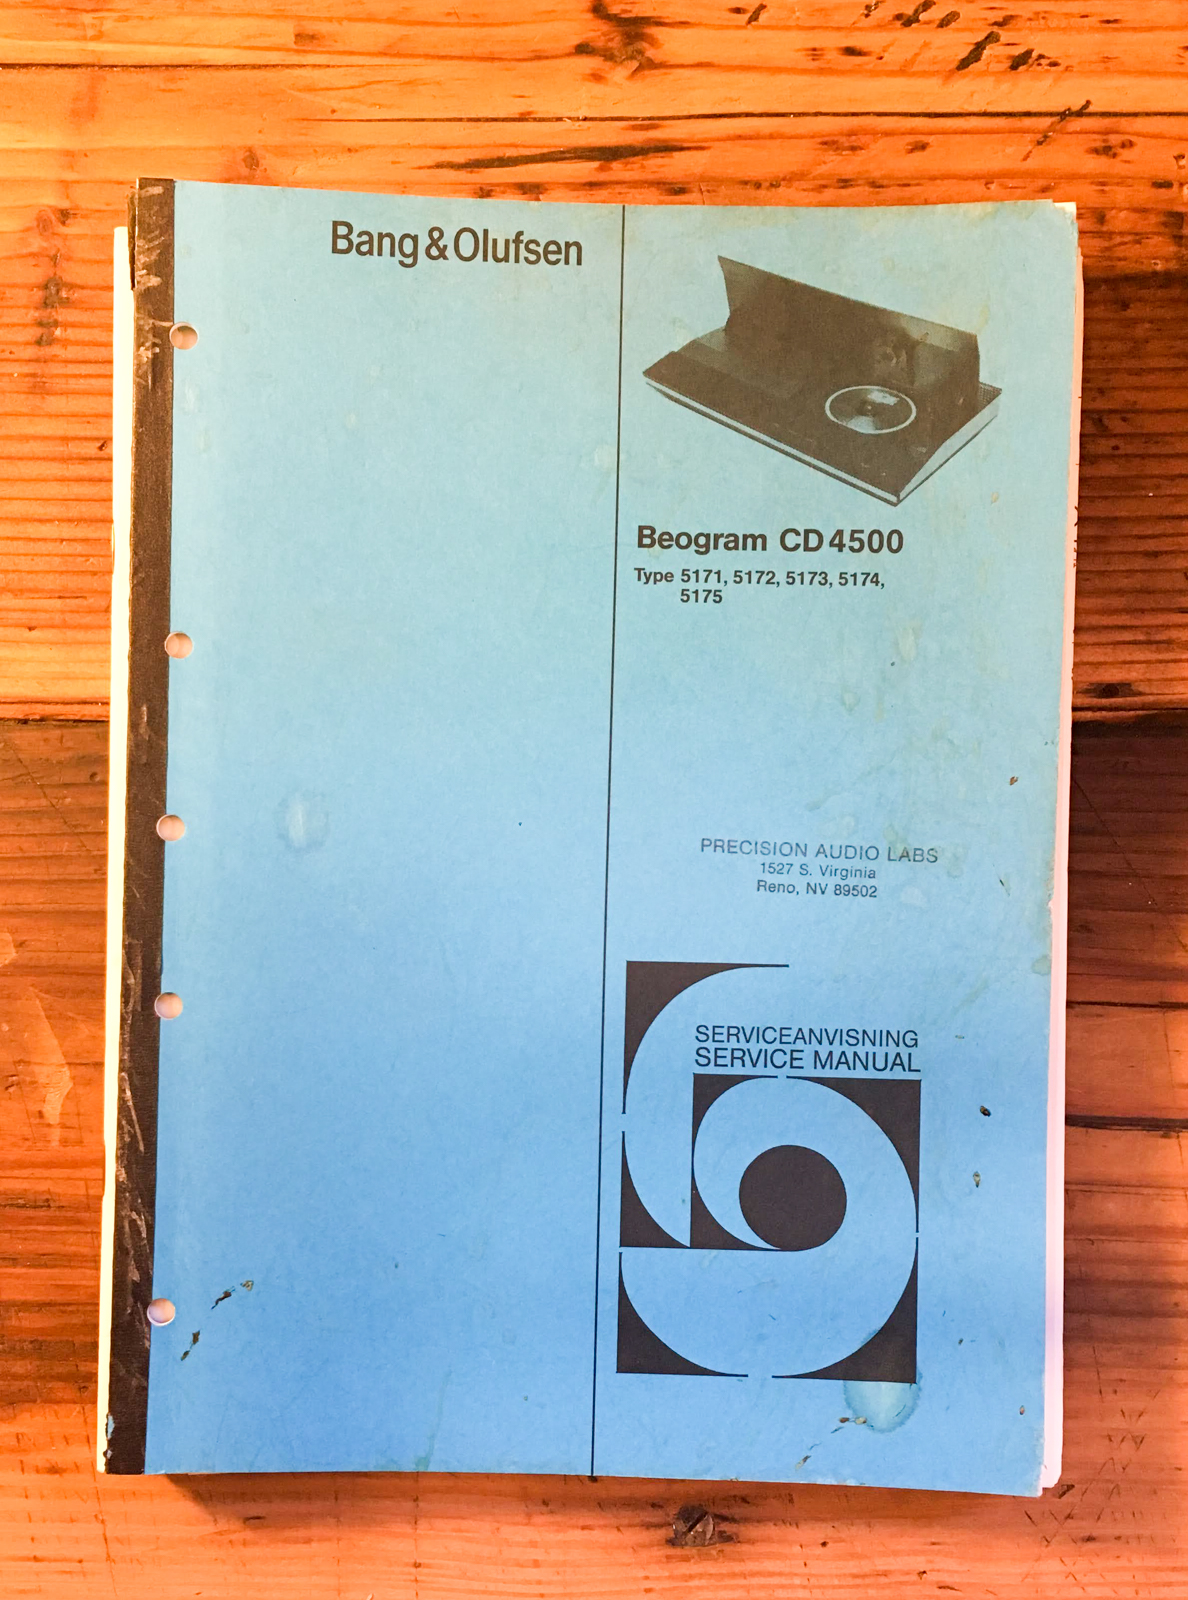 Bang & Olufsen
Beogram CD 4500
Type 5171, 5172, 5173, 5174,
5175
PRECISION AUDIO LABS
1527 S. Virginia
Reno, NV 89502
SERVICEANVISNING
SERVICE MANUAL